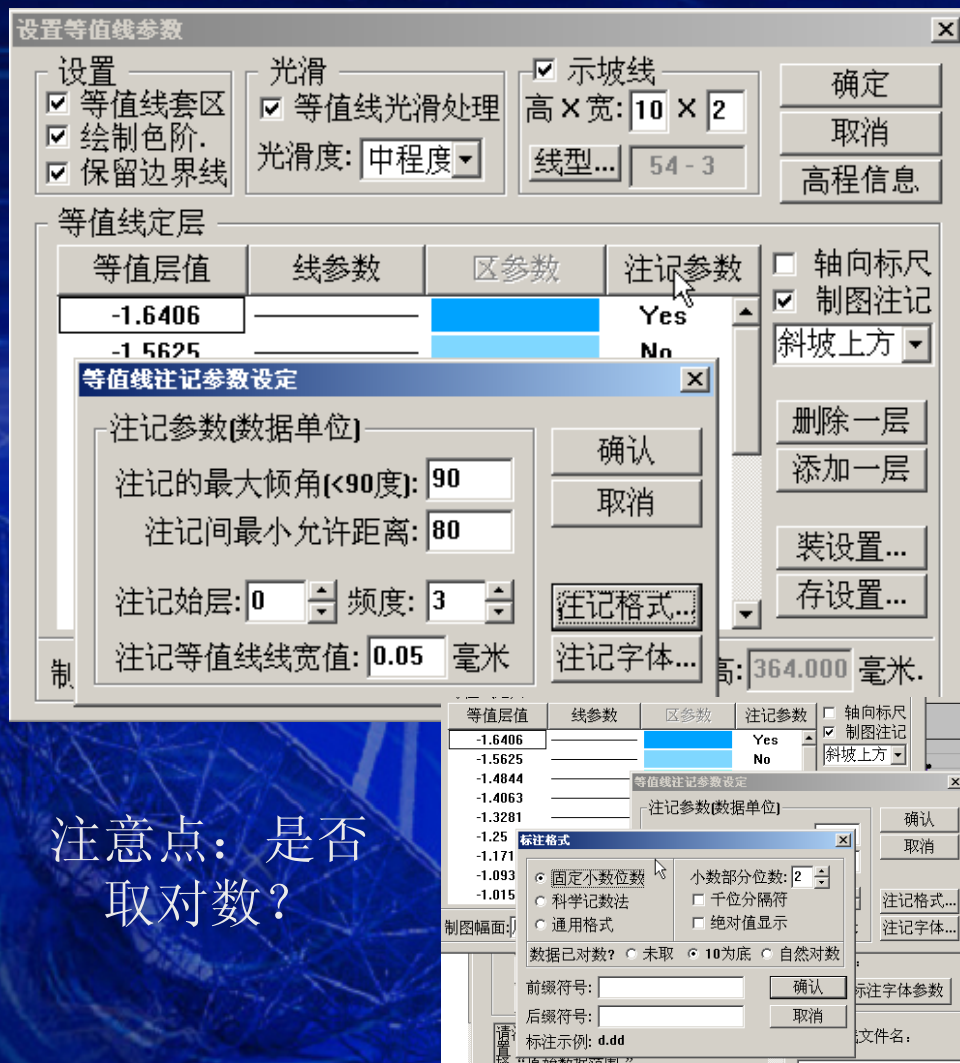 设置等值线参数
设置
等值线套区
绘制色阶.
保留边界线
光滑
等值线光滑处理
光滑度: 中程度
示坡线
高×宽: 10 × 2
线型... 54-3
确定
取消
高程信息
等值线定层
等值层值 线参数 区参数 注记参数
-1.6406 Yes
-1.5625 No
轴向标尺
制图注记
斜坡上方
删除一层
添加一层
装设置...
存设置...
制
高: 364.000 毫米.
等值线注记参数设定
注记参数(数据单位)
注记的最大倾角(<90度): 90
注记间最小允许距离: 80
注记始层: 0 频度: 3
注记等值线线宽值: 0.05 毫米
确认
取消
注记格式...
注记字体...
注意点：是否
取对数？
等值层值 线参数 区参数 注记参数
-1.6406 Yes
-1.5625 No
-1.4844
-1.4063
-1.3281
-1.25
-1.171
-1.093
-1.015
轴向标尺
制图注记
斜坡上方
制图幅面:
等值线注记参数设定
注记参数(数据单位)
确认
取消
注记格式...
注记字体...
标注格式
固定小数位数
科学记数法
通用格式
小数部分位数: 2
千位分隔符
绝对值显示
数据已对数? 未取 10为底 自然对数
前缀符号: 确认
后缀符号: 取消
标注示例: d.dd
标注字体参数
文件名: